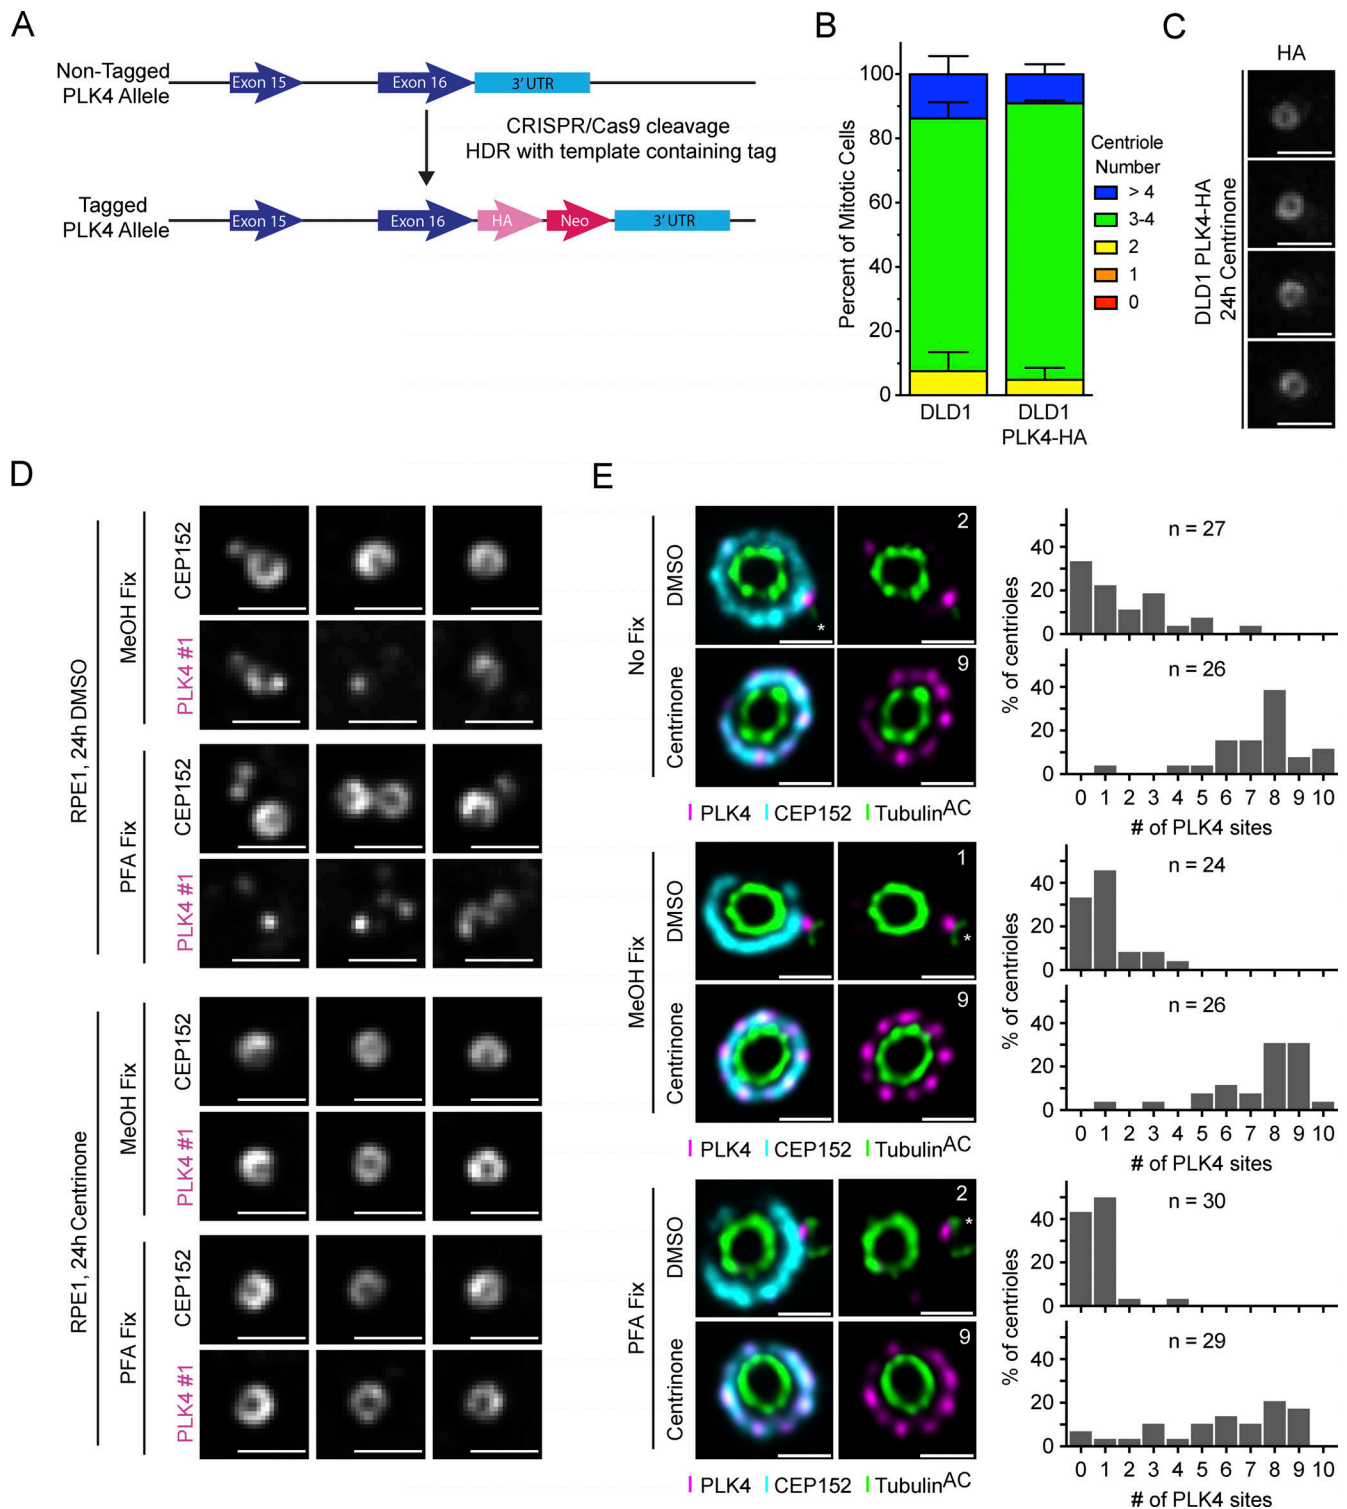 A
Non-Tagged
PLK4 Allele
Exon 15
Exon 16
3' UTR
CRISPR/Cas9 cleavage
HDR with template containing tag
Tagged
PLK4 Allele
Exon 15
Exon 16
HA
Neo
3' UTR
B
Percent of Mitotic Cells
100
80
60
40
20
0
DLD1
DLD1
PLK4-HA
Centriole
Number
> 4
3-4
2
1
0
C
HA
DLD1 PLK4-HA
24h Centrinone
D
RPE1, 24h DMSO
MeOH Fix
CEP152
PLK4 #1
PFA Fix
CEP152
PLK4 #1
RPE1, 24h Centrinone
MeOH Fix
CEP152
PLK4 #1
PFA Fix
CEP152
PLK4 #1
E
No Fix
DMSO
*
2
Centrinone
9
PLK4 CEP152 TubulinAC
% of centrioles
40
20
0
n = 27
40
20
0
n = 26
0 1 2 3 4 5 6 7 8 9 10
# of PLK4 sites
MeOH Fix
DMSO
1
*
Centrinone
9
PLK4 CEP152 TubulinAC
% of centrioles
40
20
0
n = 24
40
20
0
n = 26
0 1 2 3 4 5 6 7 8 9 10
# of PLK4 sites
PFA Fix
DMSO
2
*
Centrinone
9
PLK4 CEP152 TubulinAC
% of centrioles
40
20
0
n = 30
40
20
0
n = 29
0 1 2 3 4 5 6 7 8 9 10
# of PLK4 sites